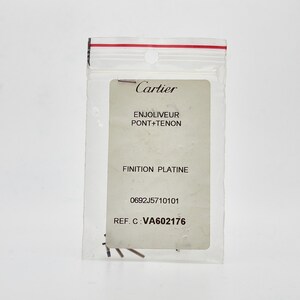 Cartier
ENJOLIVEUR
PONT+TENON
FINITION PLATINE
0692J5710101
REF. C : VA602176